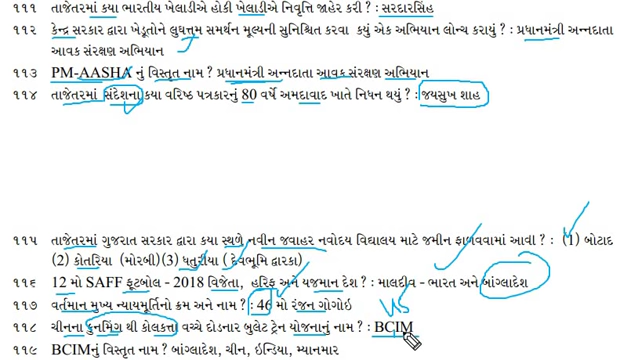 ૧૧૧ તાજેતરમાં કયા ભારતીય ખેલાડીએ હોકી ખેલાડીએ નિવૃત્તિ જાહેર કરી ? : સરદારસિંહ
૧૧૨ કેન્દ્ર સરકાર દ્વારા ખેડૂતોને લુઘત્તમ સમર્થન મૂલ્યની સુનિશ્ચિત કરવા કયું એક અભિયાન લોન્ચ કરાયું ? : પ્રધાનમંત્રી અન્નદાતા
આવક સંરક્ષણ અભિયાન
૧૧૩ PM-AASHA નું વિસ્તૃત નામ ? પ્રધાનમંત્રી અન્નદાતા આવક સંરક્ષણ અભિયાન
૧૧૪ તાજેતરમાં સંદેશના કયા વરિષ્ઠ પત્રકારનું 80 વર્ષે અમદાવાદ ખાતે નિધન થયું ? : જયસુખ શાહ
૧૧૫ તાજેતરમાં ગુજરાત સરકાર દ્વારા કયા સ્થળે નવીન જવાહર નવોદય વિદ્યાલય માટે જમીન ફાળવવામાં આવી ? : (1) બોટાદ
(2) કોતરિયા (મોરબી)(3) ધતુરીયા (દેવભૂમિ દ્વારકા)
૧૧૬ 12 મો SAFF ફૂટબોલ - 2018 વિજેતા, હરિફ અને યજમાન દેશ ? : માલદીવ - ભારત અને બાંગ્લાદેશ
૧૧૭ વર્તમાન મુખ્ય ન્યાયમૂર્તિનો ક્રમ અને નામ ? : 46 મો રંજન ગોગોઇ
૧૧૮ ચીનના કુનમિંગ થી કોલકત્તા વચ્ચે દોડનાર બુલેટ ટ્રેન યોજનાનું નામ ? : BCIM
૧૧૯ BCIMનું વિસ્તૃત નામ ? બાંગ્લાદેશ, ચીન, ઇન્ડિયા, મ્યાનમાર